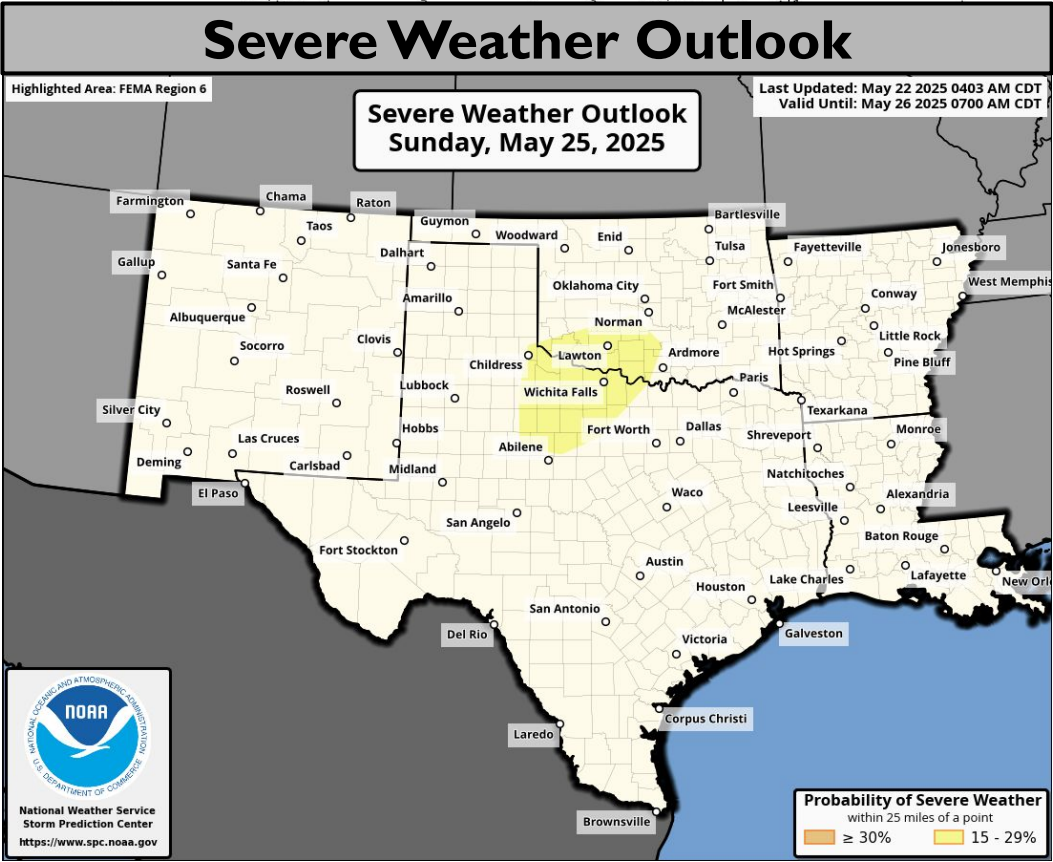 Severe Weather Outlook
Highlighted Area: FEMA Region 6
Last Updated: May 22 2025 0403 AM CDT
Valid Until: May 26 2025 0700 AM CDT
Severe Weather Outlook
Sunday, May 25, 2025
Farmington
Chama
Raton
Taos
Guymon
Woodward
Enid
Bartlesville
Tulsa
Fayetteville
Jonesboro
Gallup
Santa Fe
Dalhart
Oklahoma City
Fort Smith
West Memphis
Albuquerque
Amarillo
Norman
McAlester
Conway
Socorro
Clovis
Childress
Lawton
Ardmore
Hot Springs
Little Rock
Pine Bluff
Roswell
Lubbock
Wichita Falls
Paris
Silver City
Texarkana
Las Cruces
Hobbs
Fort Worth
Dallas
Shreveport
Monroe
Deming
Carlsbad
Midland
Abilene
Natchitoches
El Paso
Waco
Leesville
Alexandria
San Angelo
Fort Stockton
Baton Rouge
Austin
Houston
Lake Charles
Lafayette
New Orl
San Antonio
Del Rio
Victoria
Galveston
Laredo
Corpus Christi
Brownsville
NATIONAL OCEANIC AND ATMOSPHERIC ADMINISTRATION
NOAA
U.S. DEPARTMENT OF COMMERCE
National Weather Service
Storm Prediction Center
https://www.spc.noaa.gov
Probability of Severe Weather
within 25 miles of a point
≥ 30%
15 - 29%